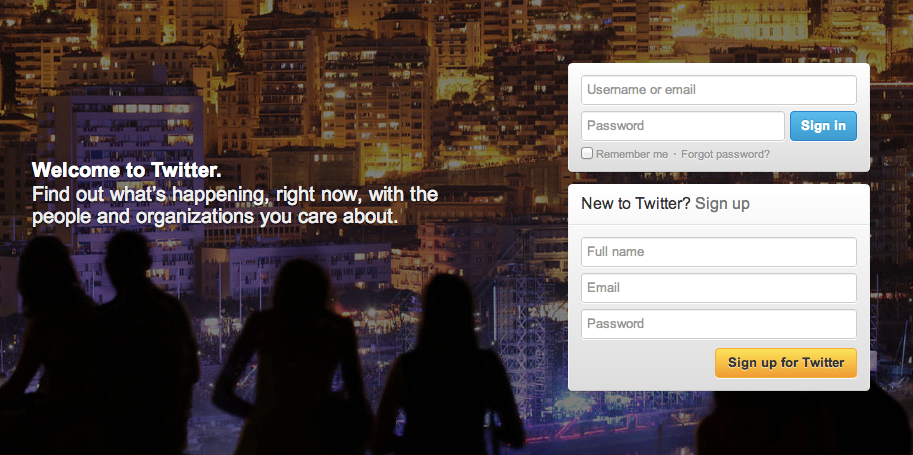 Welcome to Twitter.
Find out what's happening, right now, with the
people and organizations you care about.
Username or email
Password
Sign in
Remember me · Forgot password?
New to Twitter? Sign up
Full name
Email
Password
Sign up for Twitter